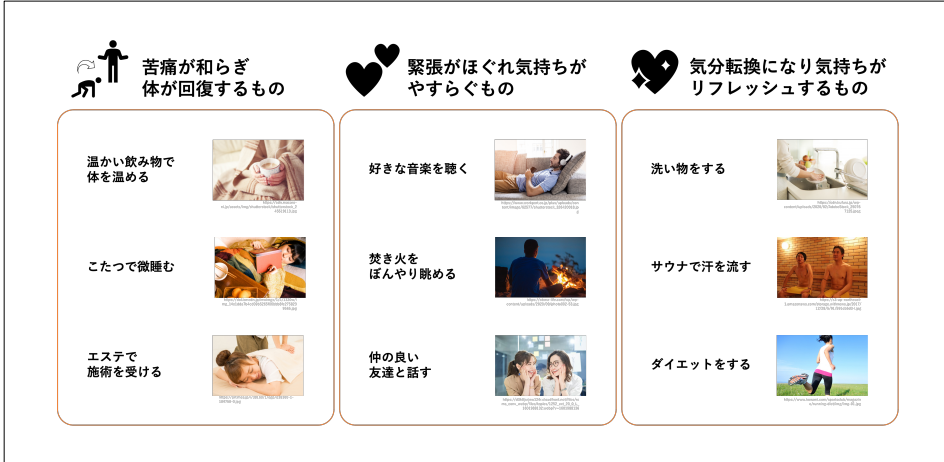 苦痛が和らぎ
体が回復するもの
緊張がほぐれ気持ちが
やすらぐもの
気分転換になり気持ちが
リフレッシュするもの
温かい飲み物で
体を温める
こたつで微睡む
エステで
施術を受ける
好きな音楽を聴く
焚き火を
ぼんやり眺める
仲の良い
友達と話す
洗い物をする
サウナで汗を流す
ダイエットをする